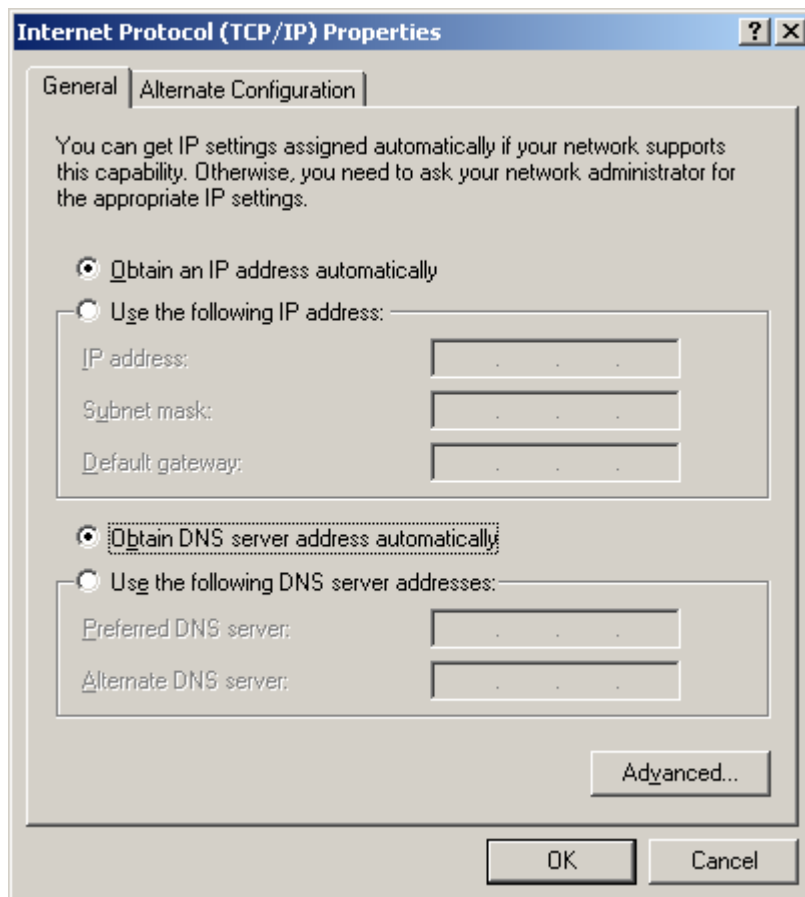 Internet Protocol (TCP/IP) Properties
General
Alternate Configuration
You can get IP settings assigned automatically if your network supports
this capability. Otherwise, you need to ask your network administrator for
the appropriate IP settings.
Obtain an IP address automatically
Use the following IP address:
IP address:
Subnet mask:
Default gateway:
Obtain DNS server address automatically
Use the following DNS server addresses:
Preferred DNS server:
Alternate DNS server:
Advanced...
OK
Cancel